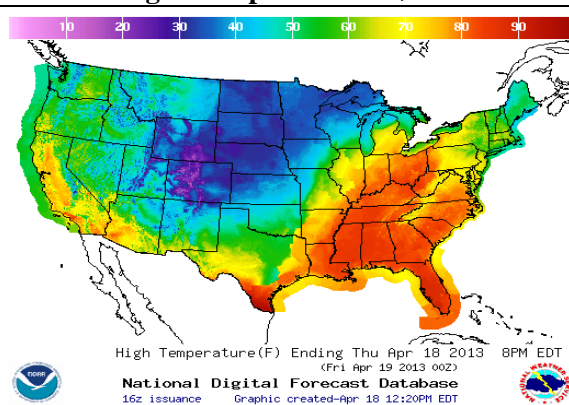 10 20 30 40 50 60 70 80 90
High Temperature(F) Ending Thu Apr 18 2013 8PM EDT
(Fri Apr 19 2013 00Z)
National Digital Forecast Database
16z issuance Graphic created-Apr 18 12:20PM EDT
noaa